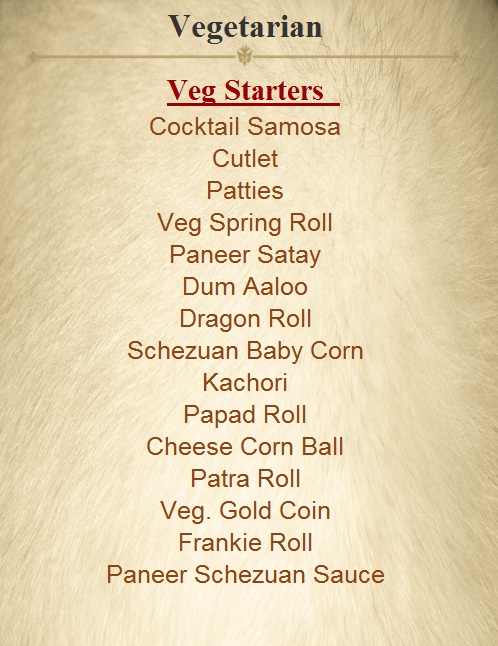 Vegetarian
Veg Starters
Cocktail Samosa
Cutlet
Patties
Veg Spring Roll
Paneer Satay
Dum Aaloo
Dragon Roll
Schezuan Baby Corn
Kachori
Papad Roll
Cheese Corn Ball
Patra Roll
Veg. Gold Coin
Frankie Roll
Paneer Schezuan Sauce